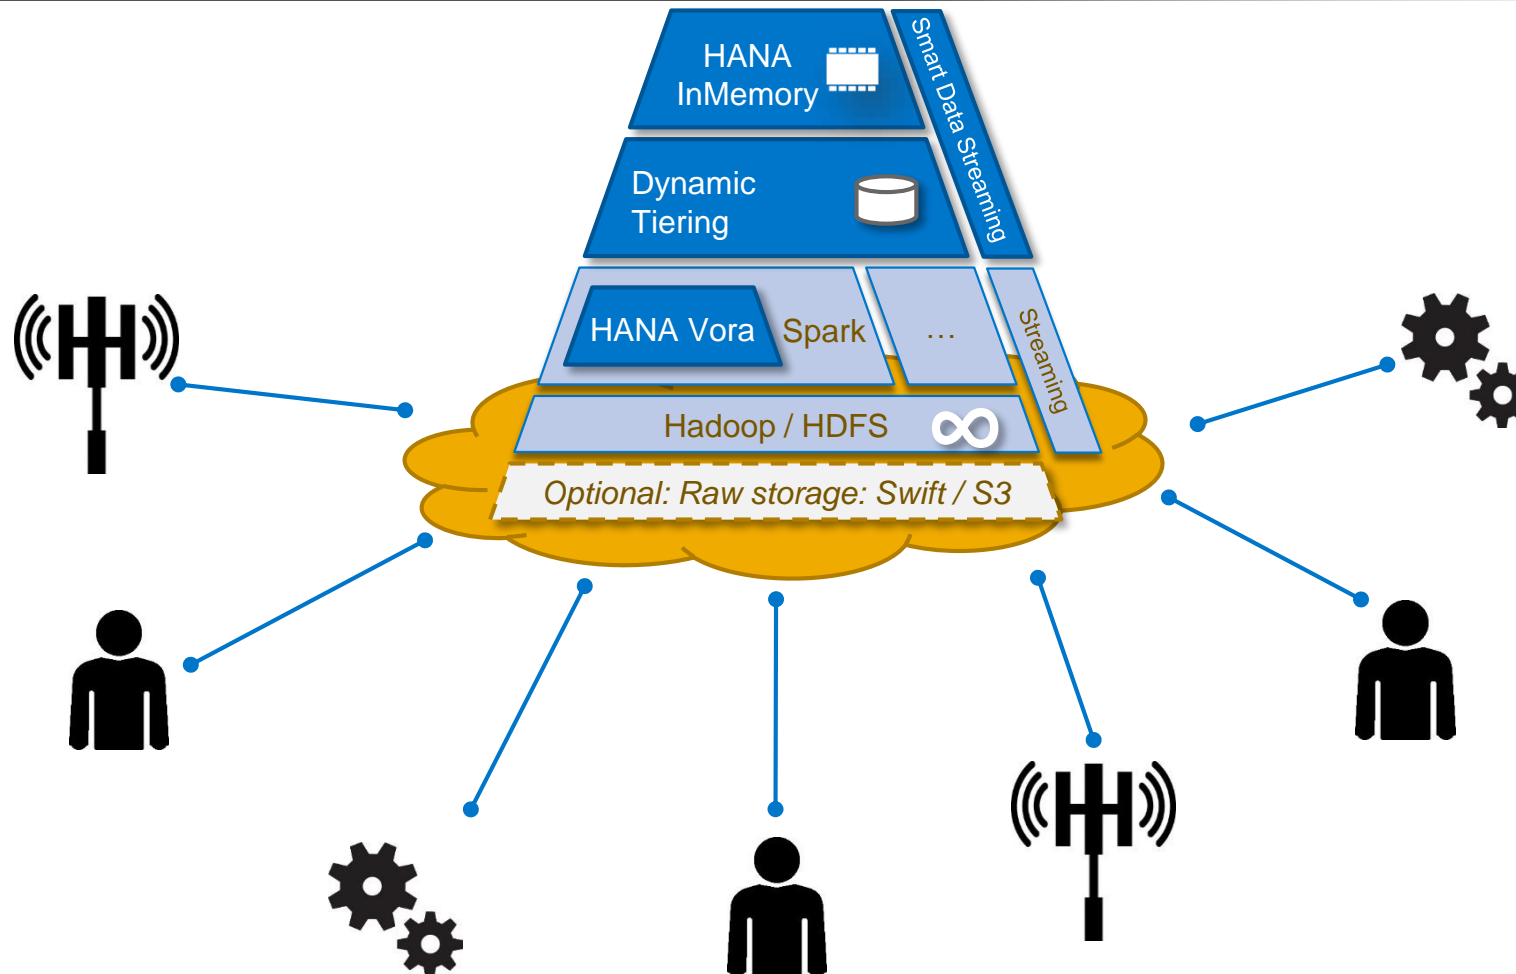 HANA
InMemory
Smart Data Streaming
Dynamic
Tiering
HANA Vora
Spark
...
Streaming
Hadoop / HDFS
Optional: Raw storage: Swift / S3